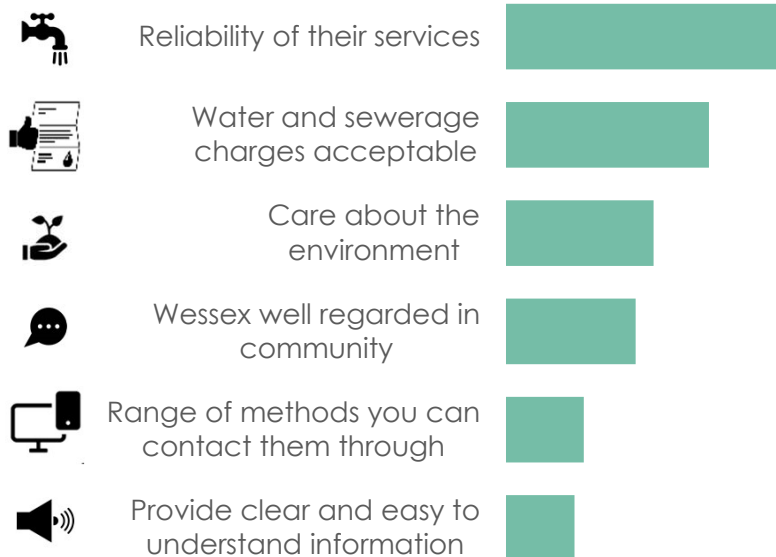 Reliability of their services
Water and sewerage
charges acceptable
Care about the
environment
Wessex well regarded in
community
Range of methods you can
contact them through
Provide clear and easy to
understand information